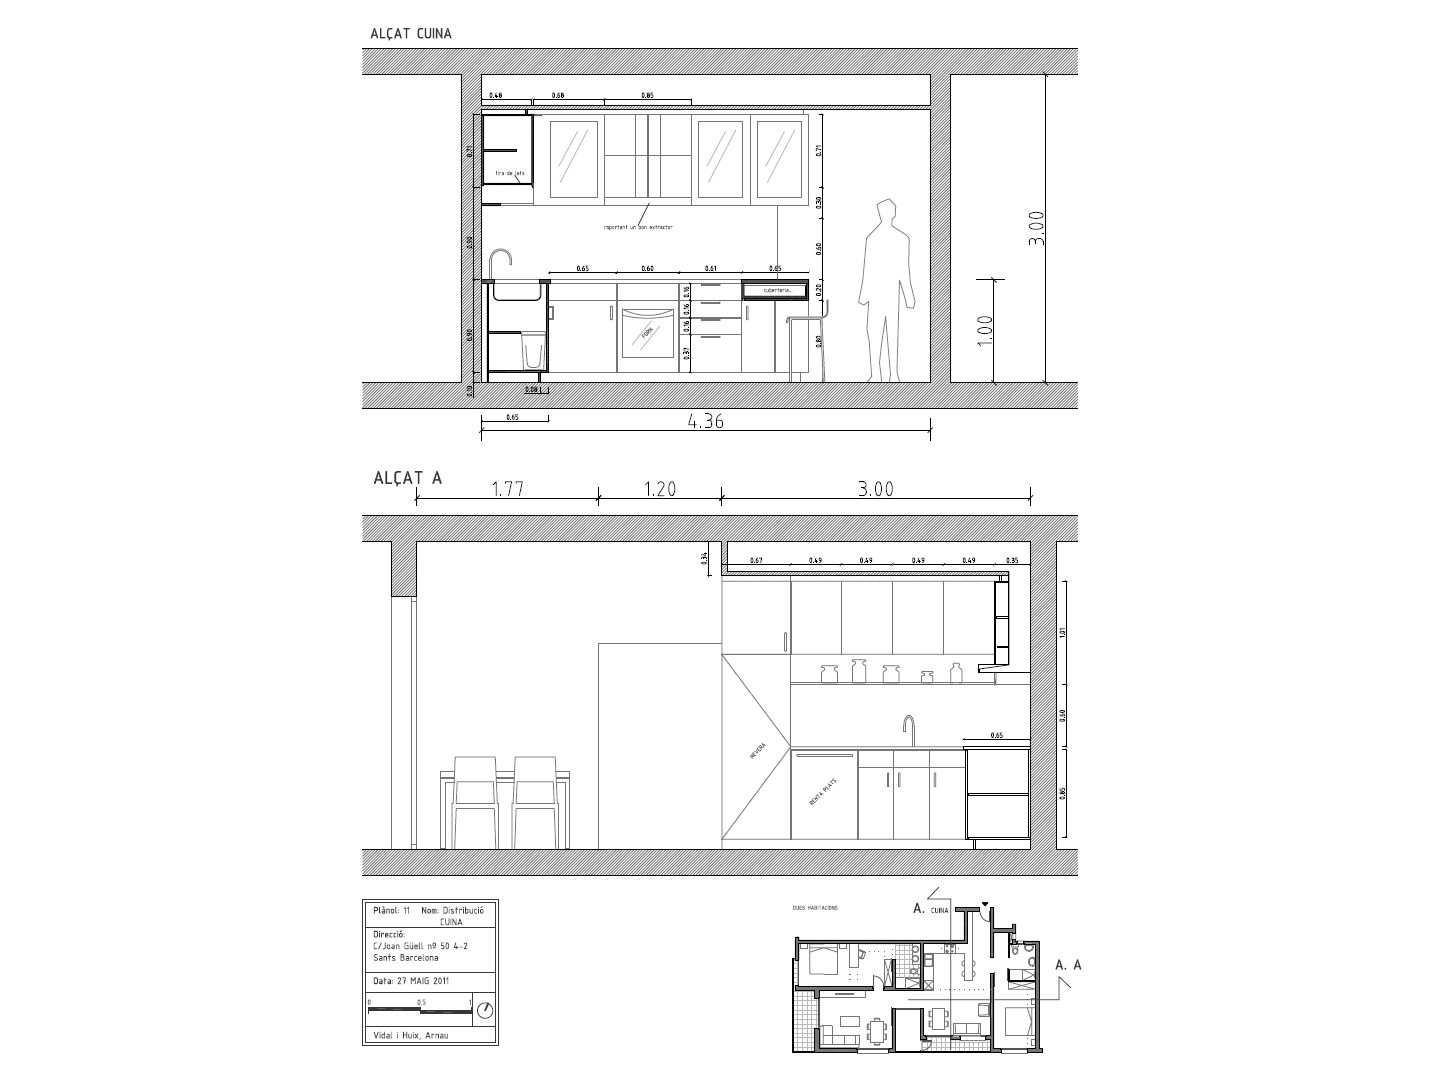 ALÇAT CUINA
0.48 0.68 0.85
0.71
tira de lets
0.71
0.30
important un bon extractor
0.90
0.60
3.00
0.65 0.60 0.61 0.65
cuberteria...
0.20
0.16
0.16
0.16
0.37
FORN
0.90
0.80
1.00
0.10
0.08
0.65
4.36
ALÇAT A
1.77 1.20 3.00
0.34
0.67 0.49 0.49 0.49 0.49 0.35
1.01
0.60
0.65
NEVERA
RENTA PLATS
0.85
Plànol: 11 Nom: Distribució
CUINA
Direcció:
C/Joan Güell nº 50 4-2
Sants Barcelona
Data: 27 MAIG 2011
0 0.5 1
Vidal i Huix, Arnau
DUES HABITACIONS
A. CUINA
A. A